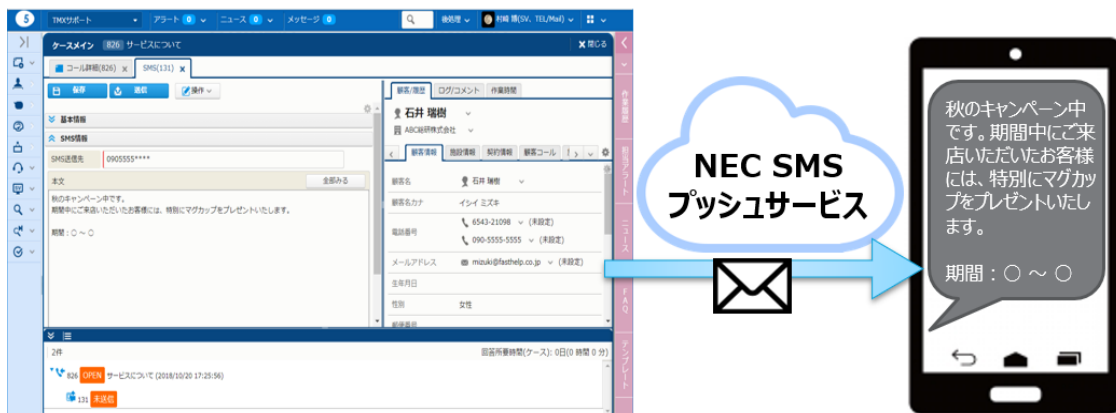 5 TMXサポート アラート 0 ニュース 0 メッセージ 0 後処理 村崎 猫(SV、TEL/Mail)
ケースメイン 826 サービスについて ✖閉じる
コール詳細(826) x SMS(131) x
保存 送信 操作
基本情報
SMS情報
SMS送信先 0905555****
本文 全部みる
秋のキャンペーン中です。
期間中にご来店いただいたお客様には、特別にマグカップをプレゼントいたします。
期間:○~○
顧客/履歴 ログ/コメント 作業時間
石井 瑞樹
ABC総研株式会社
顧客情報 施設情報 契約情報 顧客コール
顧客名 石井 瑞樹
顧客名カナ イシイ ミズキ
電話番号 6543-21098 (未設定)
090-5555-5555 (未設定)
メールアドレス mizuki@fasthelp.co.jp (未設定)
生年月日
性別 女性
郵便番号
作業履歴
担当アラート
ニュース
FAQ
テンプレート
2件 回答所要時間(ケース): 0日(0 時間 0 分)
826 OPEN サービスについて (2018/10/20 17:25:56)
131 未送信
NEC SMS
プッシュサービス
秋のキャンペーン中
です。期間中にご来
店いただいたお客様
には、特別にマグカッ
プをプレゼントいたし
ます。
期間:○ ~ ○